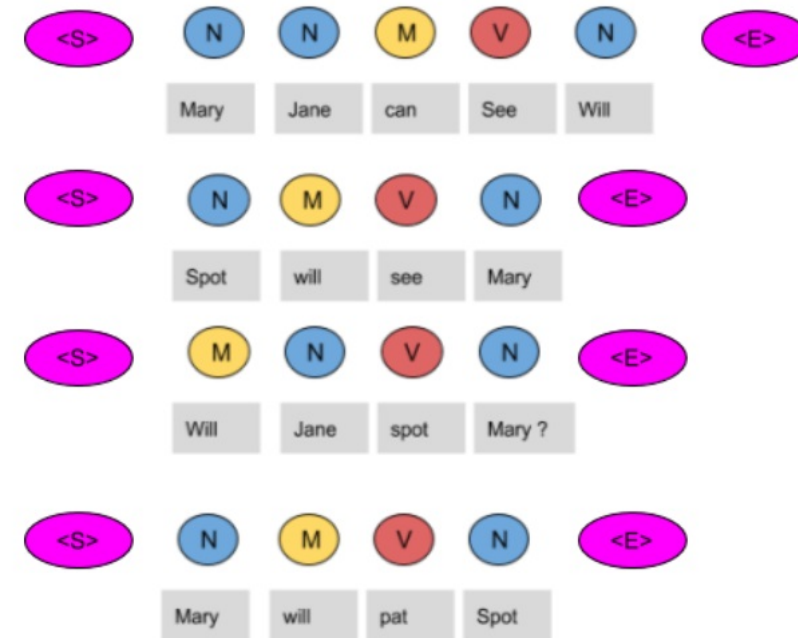 <S> N N M V N <E>
Mary Jane can See Will
<S> N M V N <E>
Spot will see Mary
<S> M N V N <E>
Will Jane spot Mary ?
<S> N M V N <E>
Mary will pat Spot